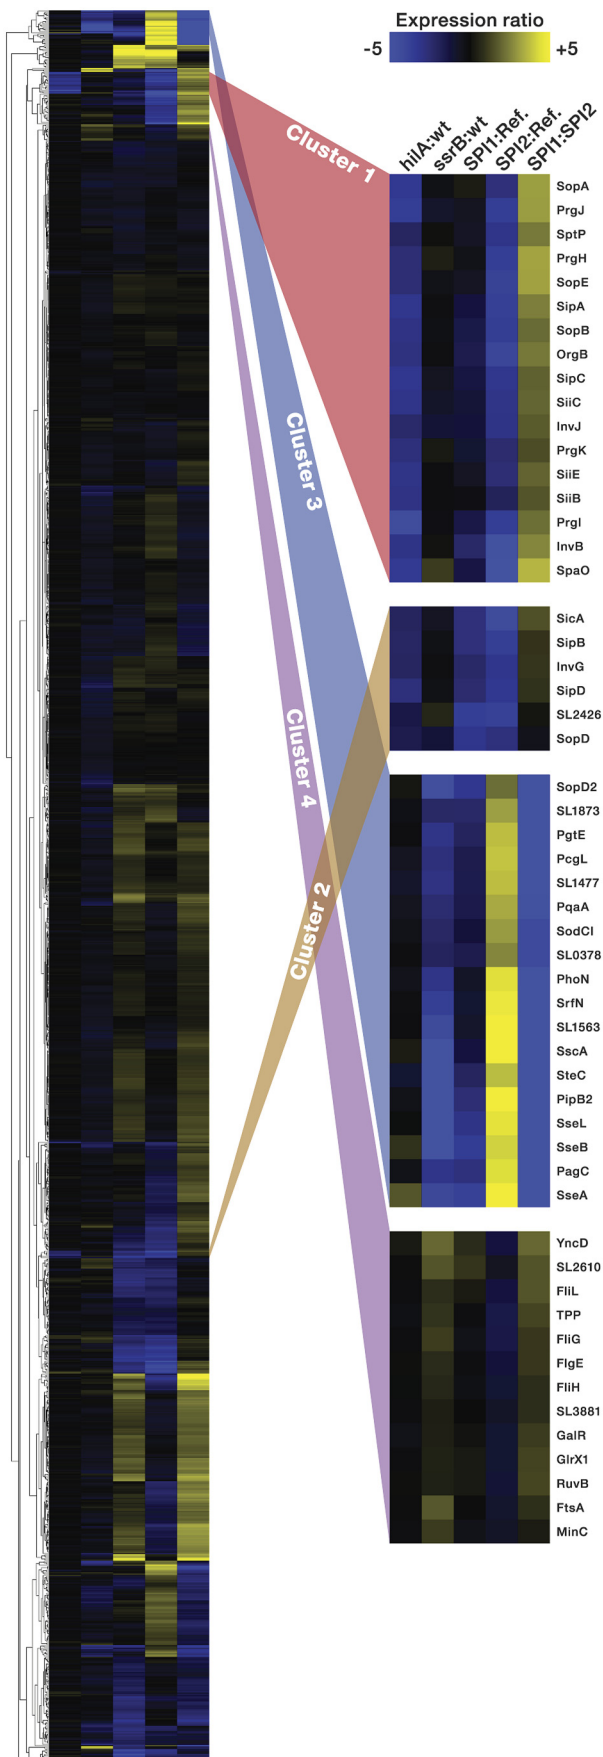 Expression ratio
-5
+5
hilA:wt
ssrB:wt
SPI1:Ref.
SPI2:Ref.
SPI1:SPI2
Cluster 1
SopA
PrgJ
SptP
PrgH
SopE
SipA
SopB
OrgB
SipC
SiiC
InvJ
PrgK
SiiE
SiiB
PrgI
InvB
SpaO
Cluster 3
SicA
SipB
InvG
SipD
SL2426
SopD
Cluster 4
Cluster 2
SopD2
SL1873
PgtE
PcgL
SL1477
PqaA
SodCI
SL0378
PhoN
SrfN
SL1563
SscA
SteC
PipB2
SseL
SseB
PagC
SseA
YncD
SL2610
FliL
TPP
FliG
FlgE
FliH
SL3881
GalR
GlrX1
RuvB
FtsA
MinC